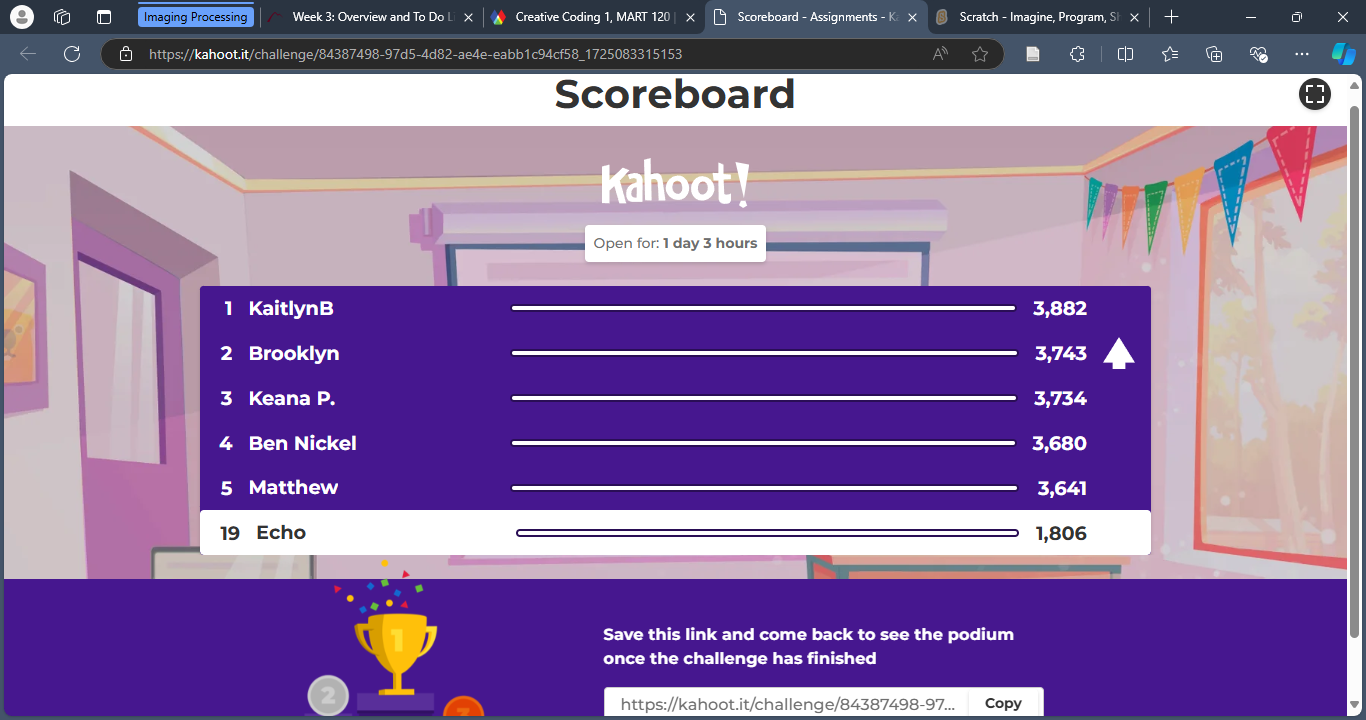 Imaging Processing
Week 3: Overview and To Do Li
Creative Coding 1, MART 120 |
Scoreboard - Assignments - Ka
Scratch - Imagine, Program, Sh
https://kahoot.it/challenge/84387498-97d5-4d82-ae4e-eabb1c94cf58_1725083315153
Scoreboard
Kahoot!
Open for: 1 day 3 hours
1 KaitlynB 3,882
2 Brooklyn 3,743
3 Keana P. 3,734
4 Ben Nickel 3,680
5 Matthew 3,641
19 Echo 1,806
1
2
3
Save this link and come back to see the podium
once the challenge has finished
https://kahoot.it/challenge/84387498-97... Copy